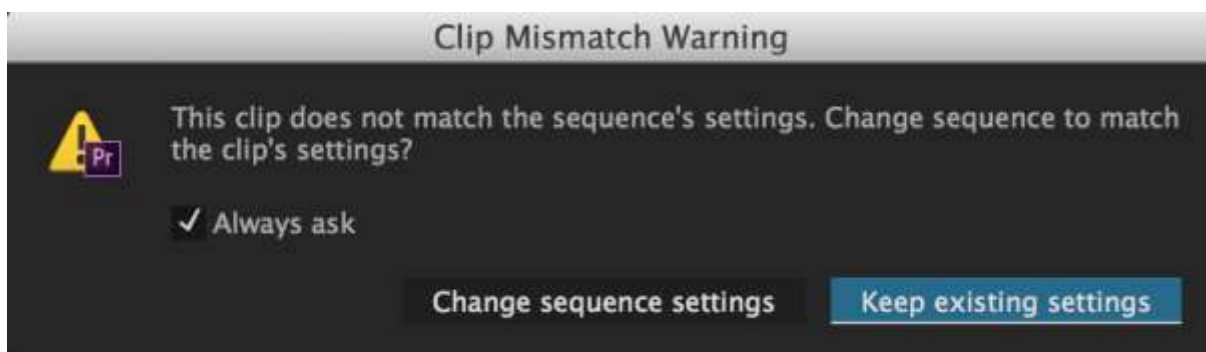 Clip Mismatch Warning
This clip does not match the sequence's settings. Change sequence to match
the clip's settings?
Pr
Always ask
Change sequence settings
Keep existing settings